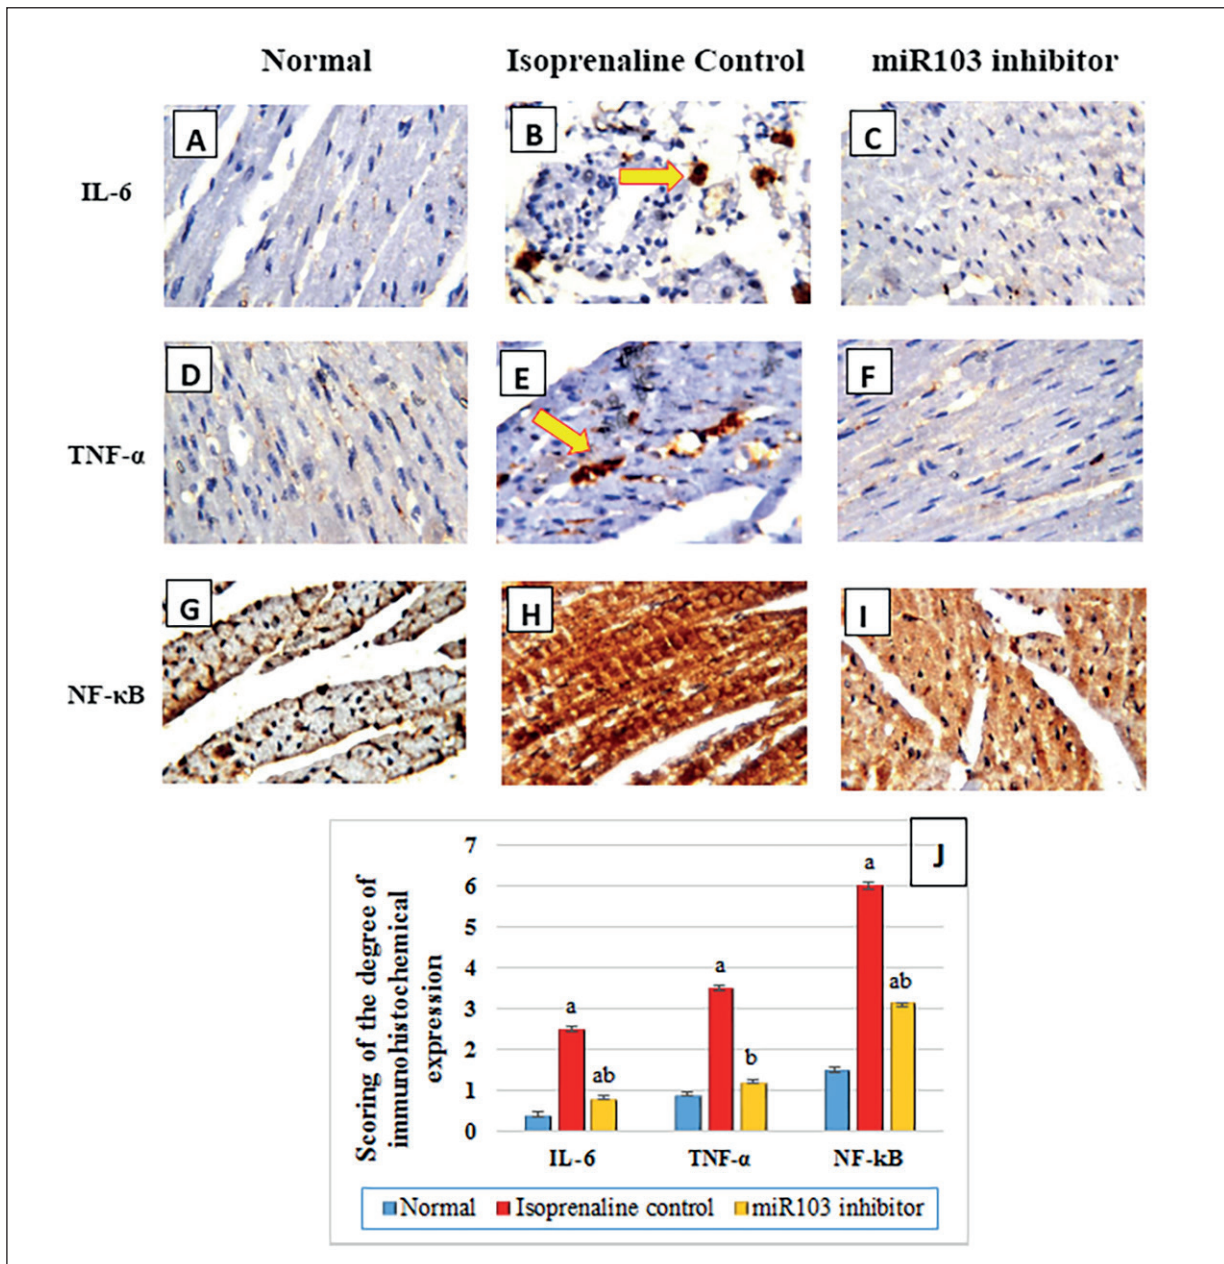 Normal Isoprenaline Control miR103 inhibitor
A B C
IL-6
D E F
TNF-α
G H I
NF-κB
J
Scoring of the degree of
immunohistochemical
expression
7
6
5
4
3
2
1
0
a
ab
a
b
a
ab
IL-6 TNF-α NF-kB
Normal Isoprenaline control miR103 inhibitor